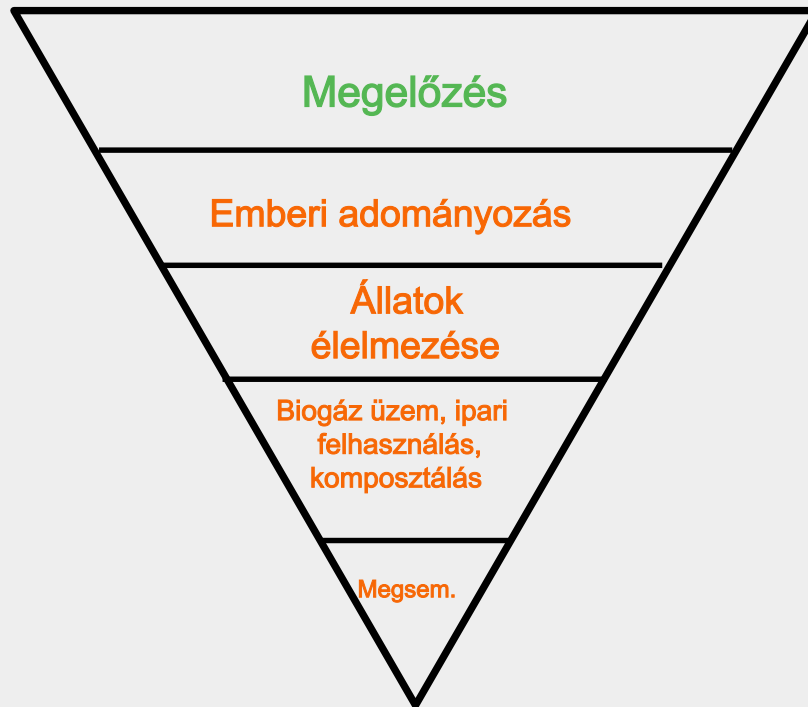 Megelőzés
Emberi adományozás
Állatok
élelmezése
Biogáz üzem, ipari
felhasználás,
komposztálás
Megsem.